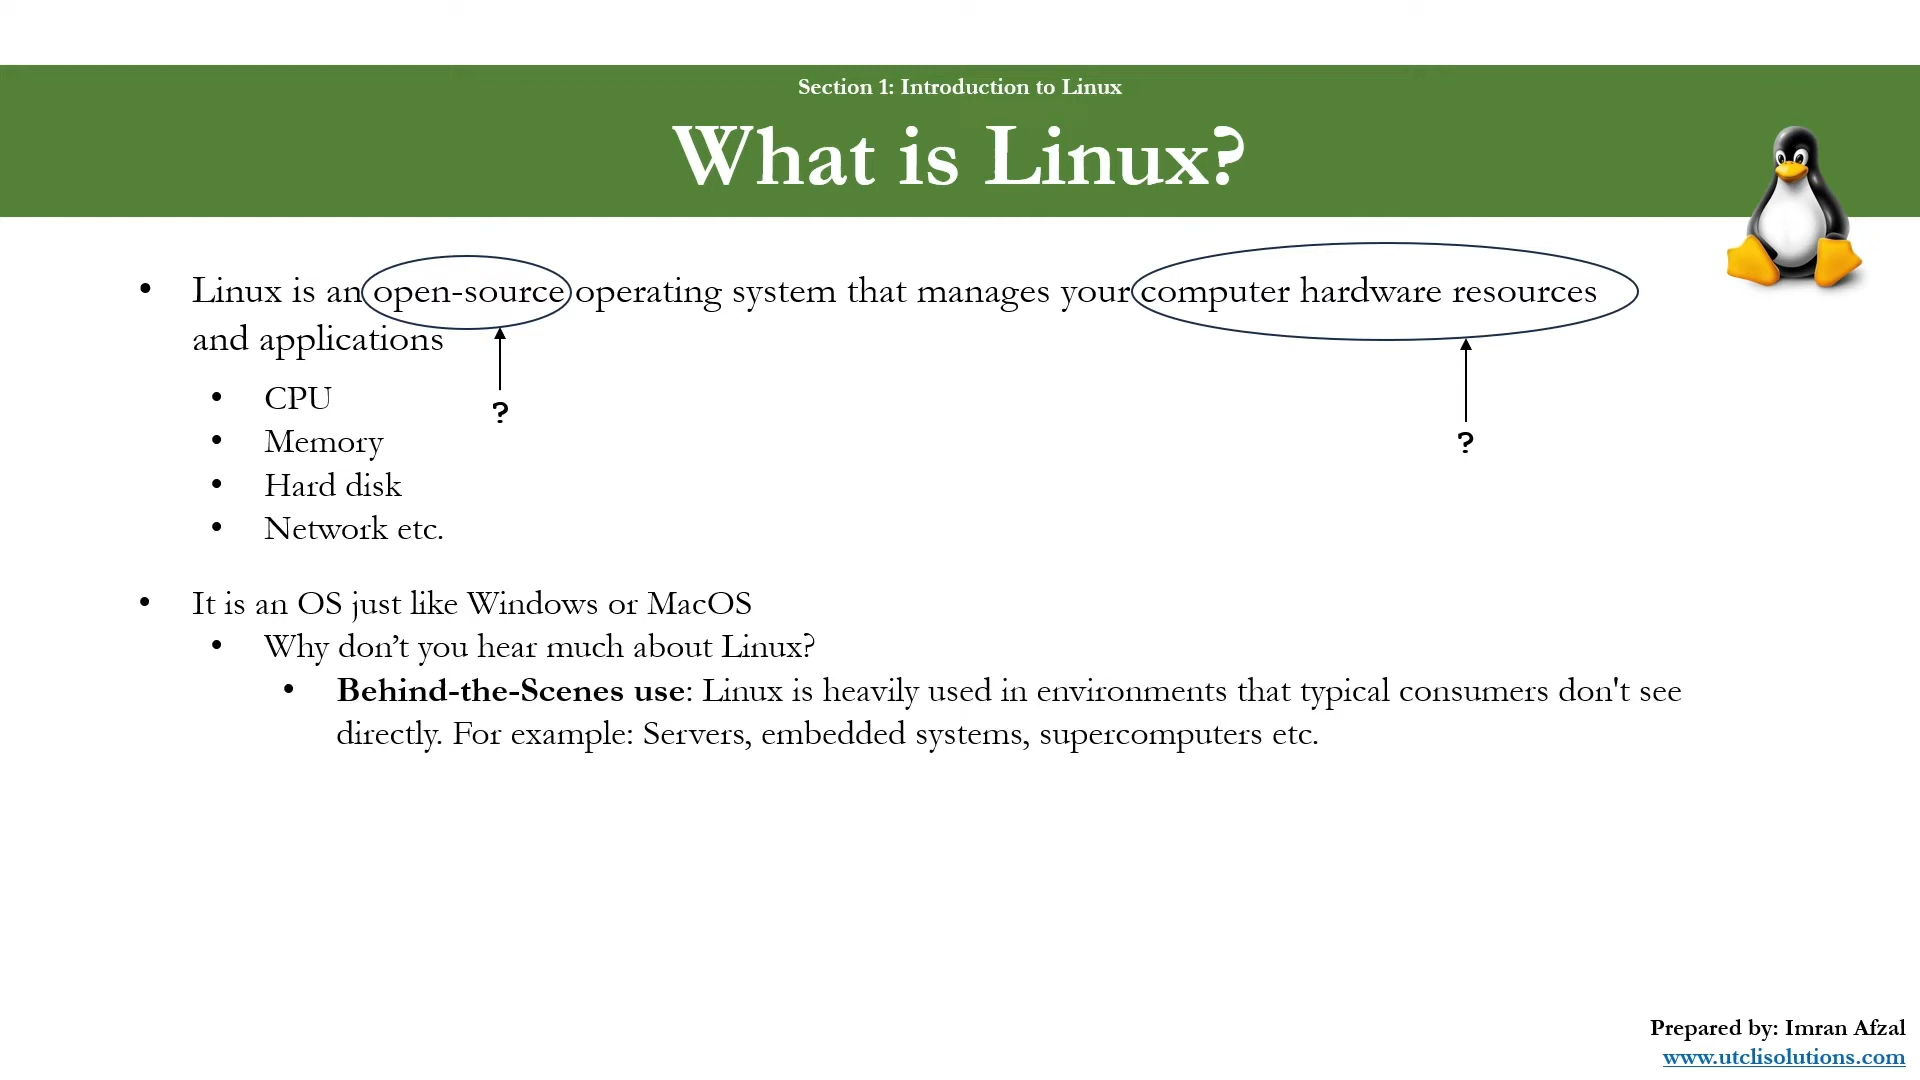 Section 1: Introduction to Linux
What is Linux?
• Linux is an open-source operating system that manages your computer hardware resources
and applications
• CPU
?
• Memory
?
• Hard disk
• Network etc.
• It is an OS just like Windows or MacOS
• Why don’t you hear much about Linux?
• Behind-the-Scenes use: Linux is heavily used in environments that typical consumers don't see
directly. For example: Servers, embedded systems, supercomputers etc.
Prepared by: Imran Afzal
www.utclisolutions.com